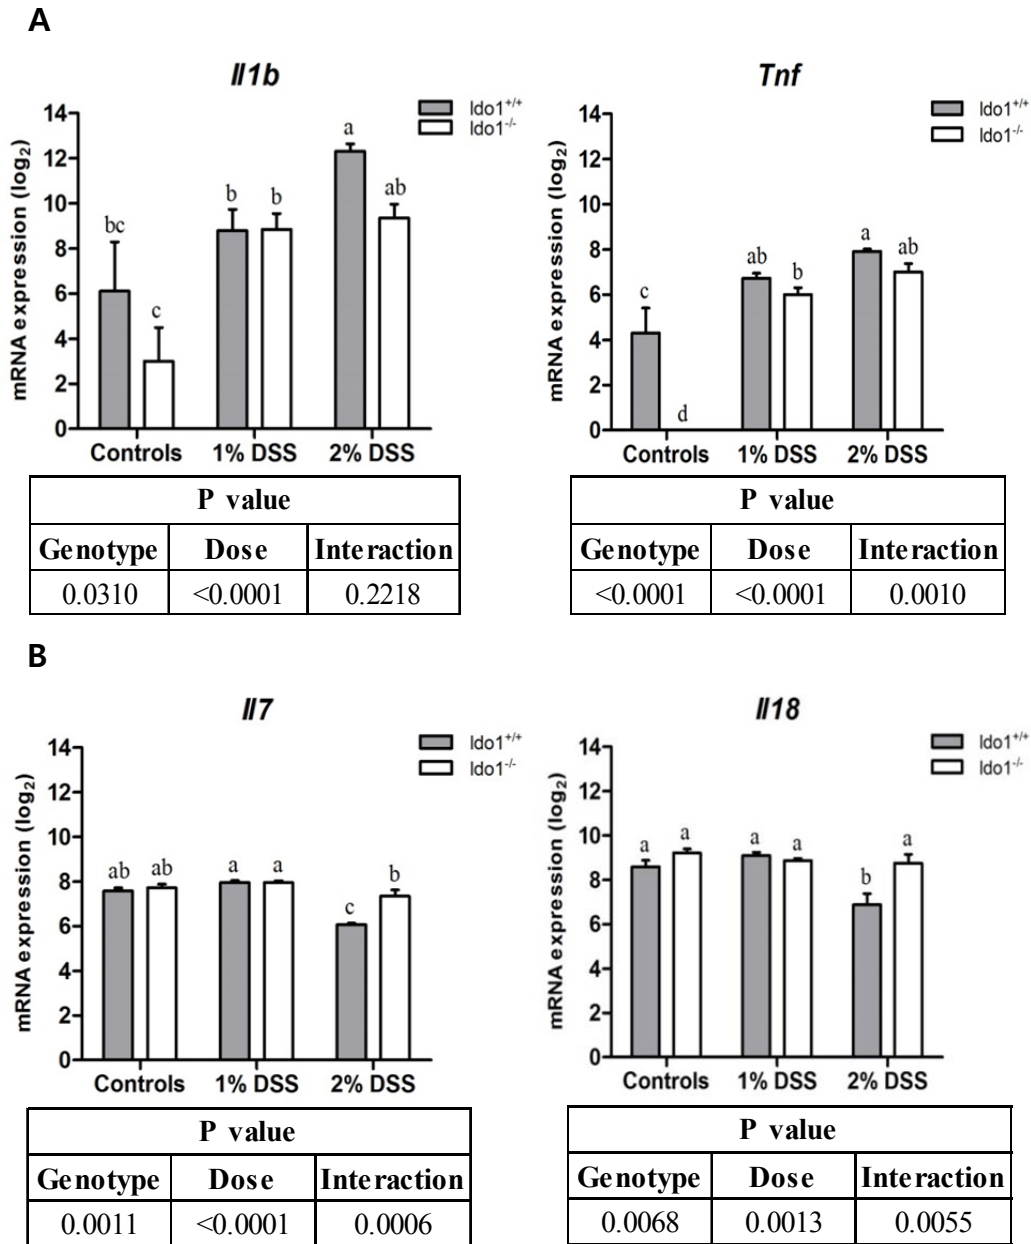 A
Il1b
Ido1+/+
Ido1-/-
mRNA expression (log2)
14
12
10
8
6
4
2
0
bc
c
b
b
a
ab
Controls 1% DSS 2% DSS
P value
Genotype Dose Interaction
0.0310 <0.0001 0.2218
Tnf
Ido1+/+
Ido1-/-
mRNA expression (log2)
14
12
10
8
6
4
2
0
c
d
ab
b
a
ab
Controls 1% DSS 2% DSS
P value
Genotype Dose Interaction
<0.0001 <0.0001 0.0010
B
Il7
Ido1+/+
Ido1-/-
mRNA expression (log2)
14
12
10
8
6
4
2
0
ab
ab
a
a
c
b
Controls 1% DSS 2% DSS
P value
Genotype Dose Interaction
0.0011 <0.0001 0.0006
Il18
Ido1+/+
Ido1-/-
mRNA expression (log2)
14
12
10
8
6
4
2
0
a
a
a
a
b
a
Controls 1% DSS 2% DSS
P value
Genotype Dose Interaction
0.0068 0.0013 0.0055